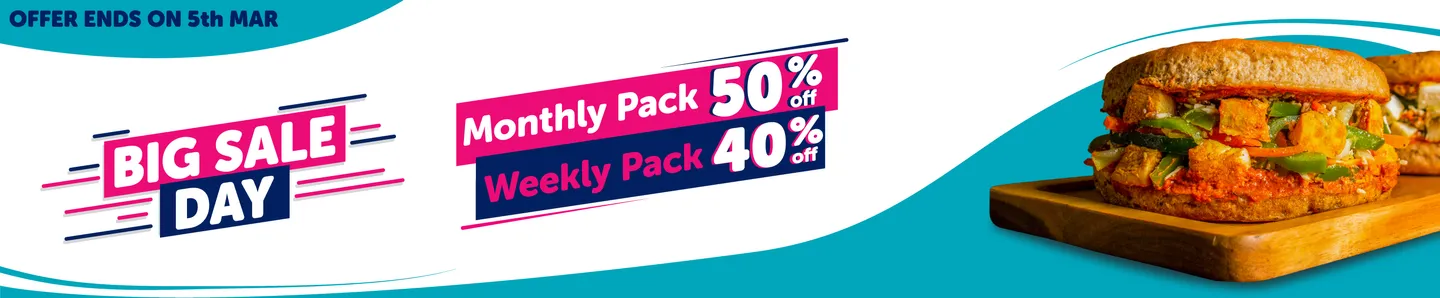 OFFER ENDS ON 5th MAR
BIG SALE
DAY
Monthly Pack 50% off
Weekly Pack 40% off